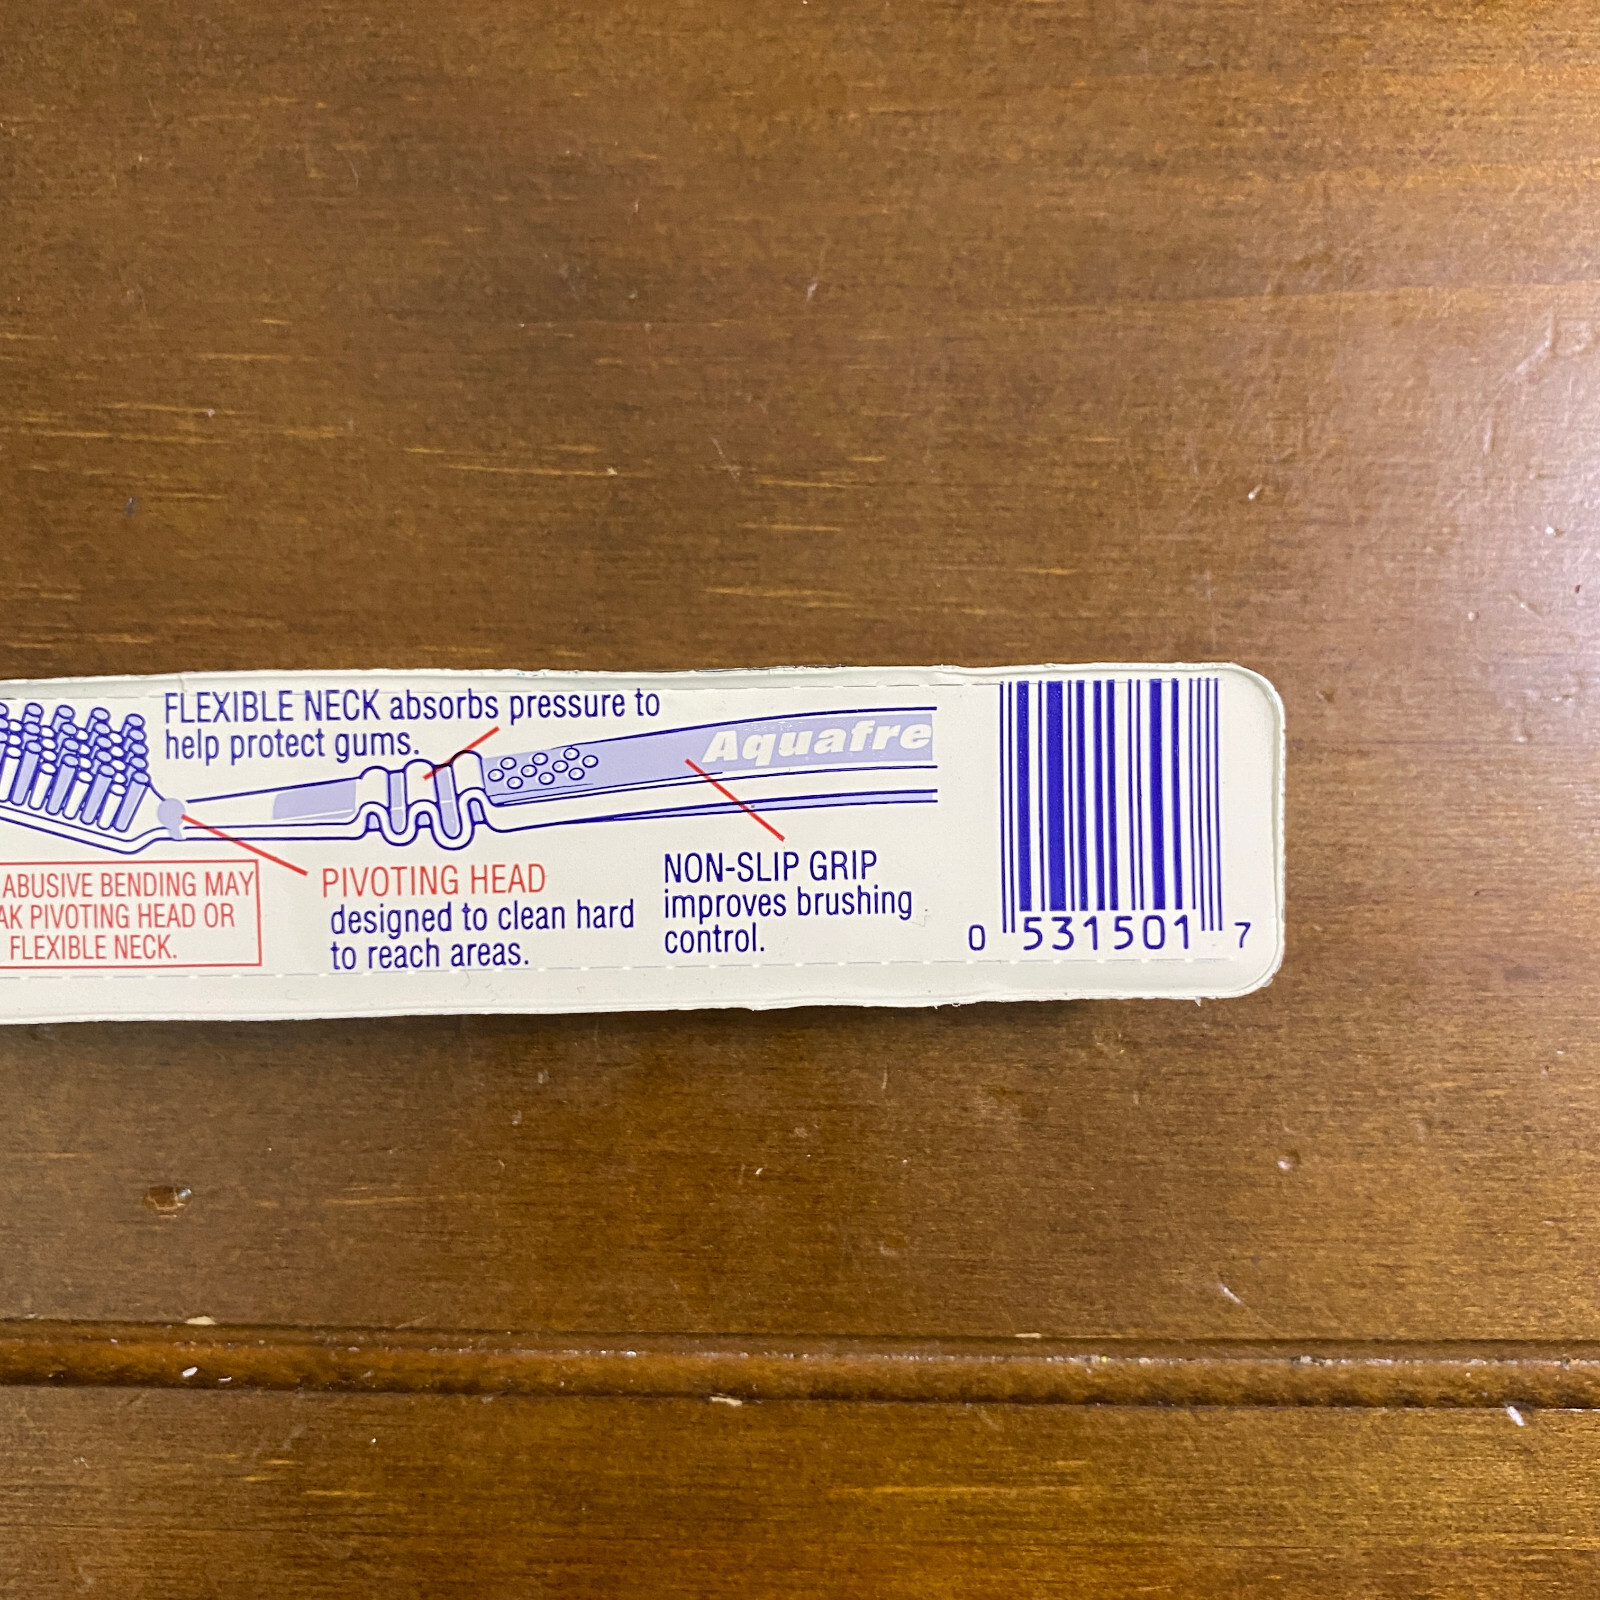 FLEXIBLE NECK absorbs pressure to
help protect gums.
Aquafre
ABUSIVE BENDING MAY
AK PIVOTING HEAD OR
FLEXIBLE NECK.
PIVOTING HEAD
designed to clean hard
to reach areas.
NON-SLIP GRIP
improves brushing
control.
0 531501 7